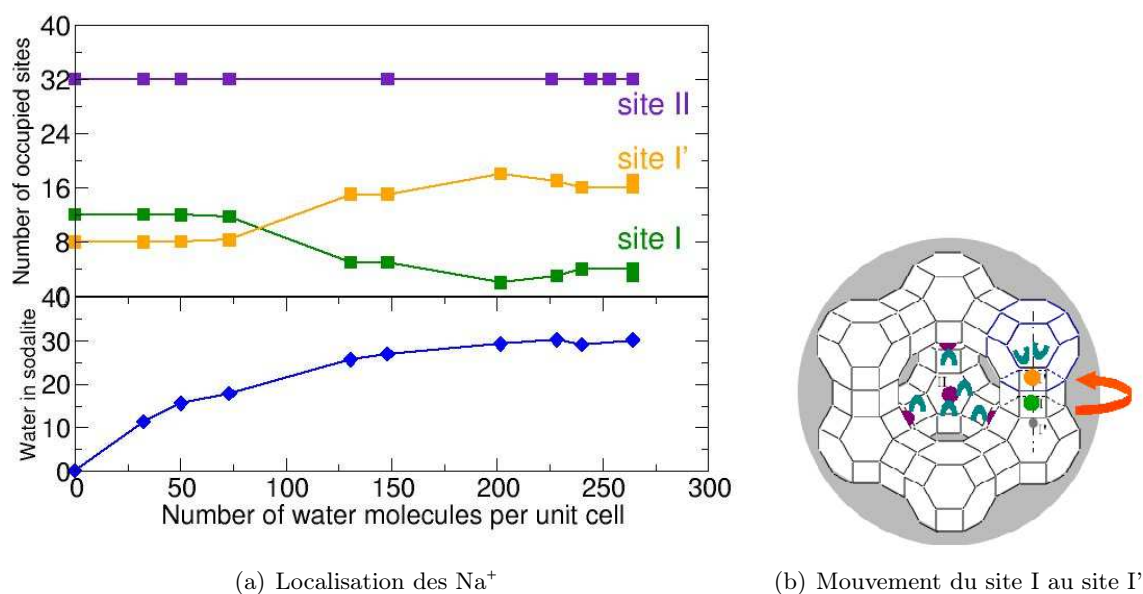 40
32
24
16
8
0
Number of occupied sites
site II
site I'
site I
40
30
20
10
0
Water in sodalite
0 50 100 150 200 250 300
Number of water molecules per unit cell
II
I'
I
I'
(a) Localisation des Na⁺
(b) Mouvement du site I au site I’